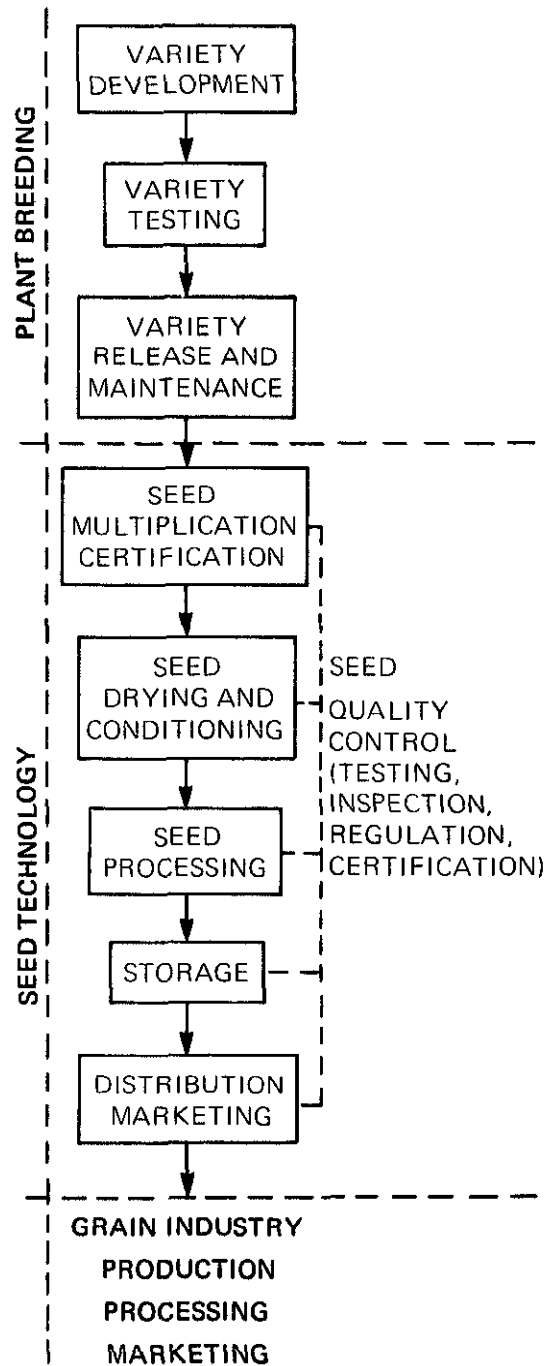 PLANT BREEDING
VARIETY
DEVELOPMENT
VARIETY
TESTING
VARIETY
RELEASE AND
MAINTENANCE
SEED TECHNOLOGY
SEED
MULTIPLICATION
CERTIFICATION
SEED
DRYING AND
CONDITIONING
SEED
PROCESSING
STORAGE
DISTRIBUTION
MARKETING
SEED
QUALITY
CONTROL
(TESTING,
INSPECTION,
REGULATION,
CERTIFICATION)
GRAIN INDUSTRY
PRODUCTION
PROCESSING
MARKETING